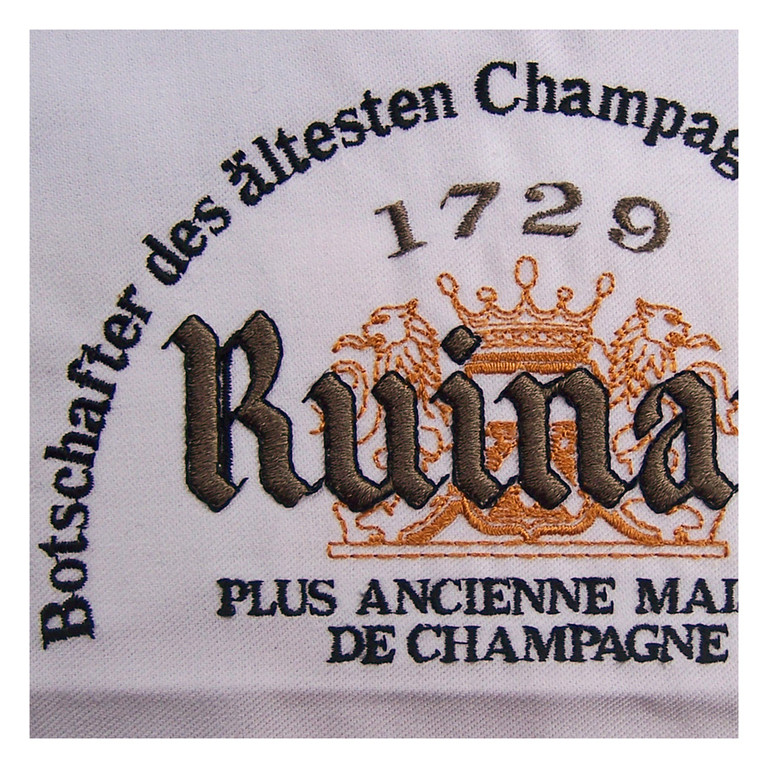 Botschafter des ältesten Champag
1729
Ruina
PLUS ANCIENNE MAI
DE CHAMPAGNE